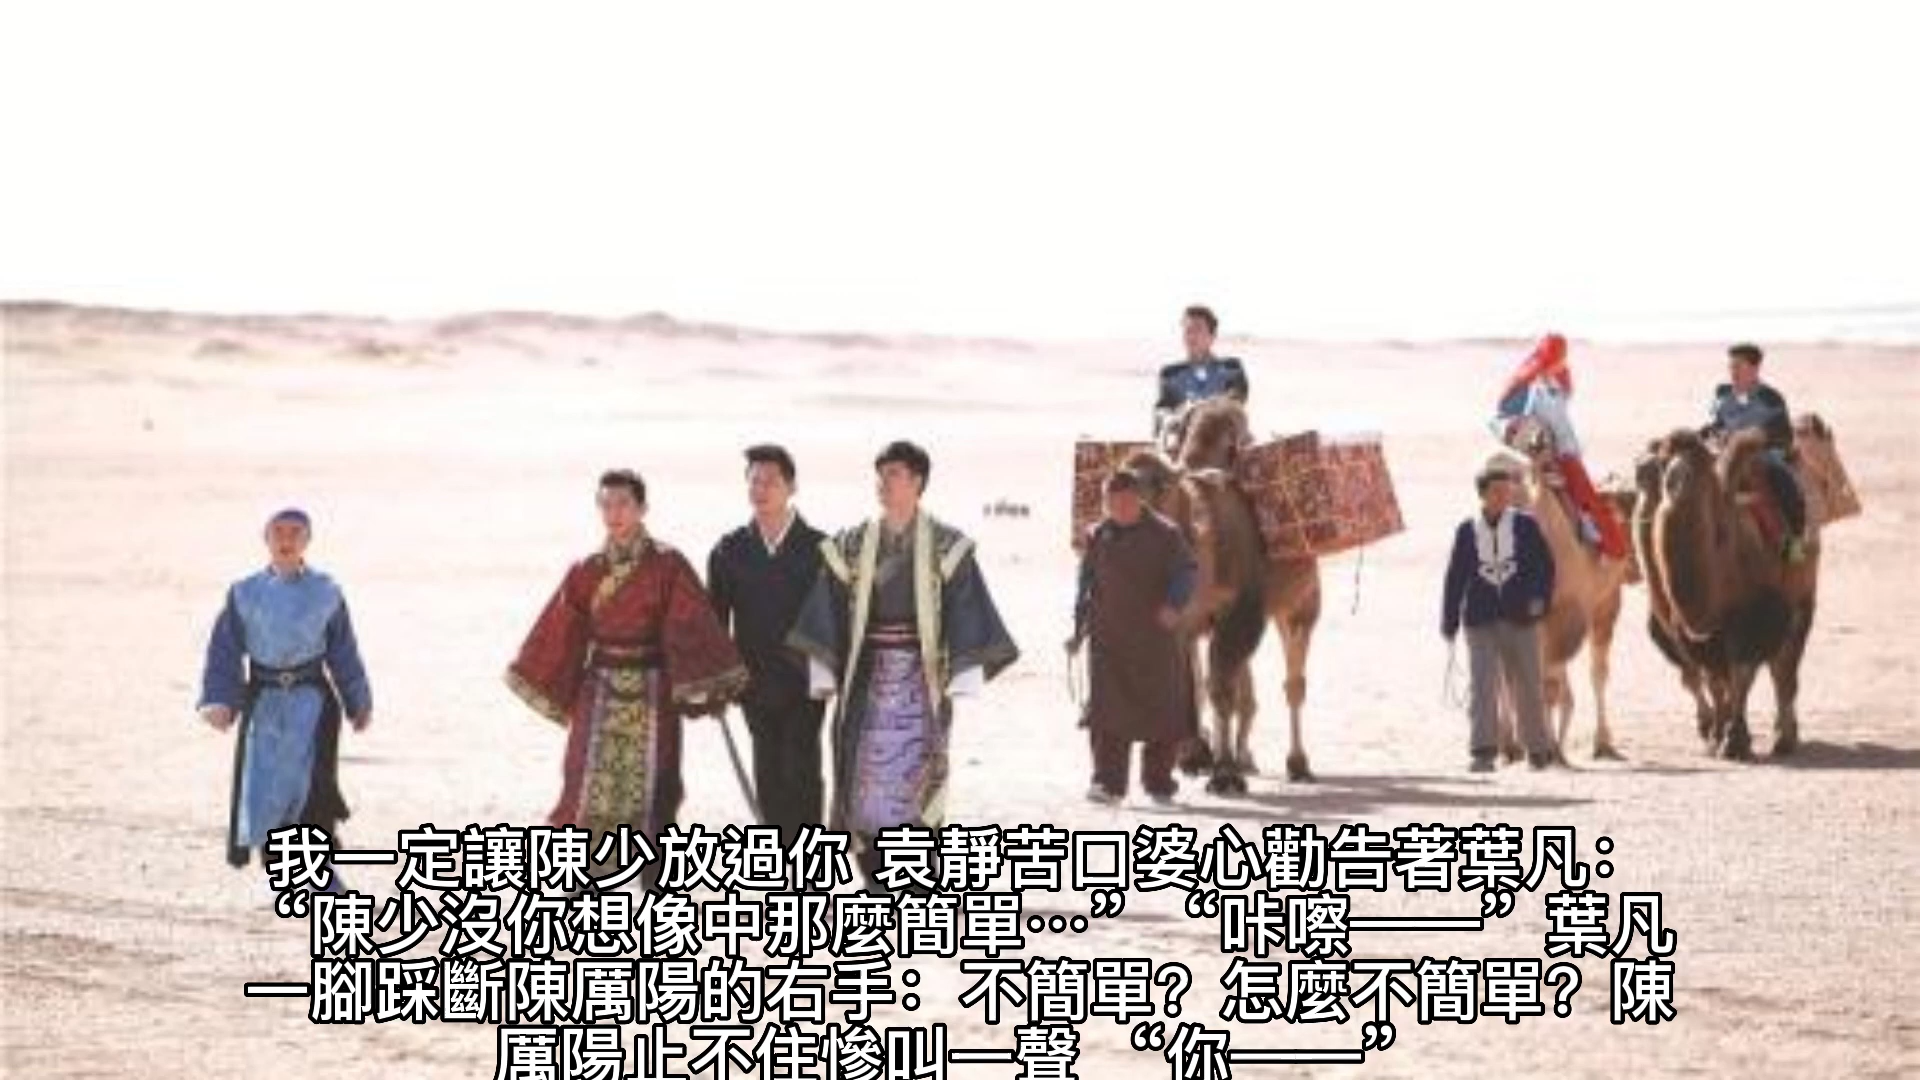 我一定讓陳少放過你 袁靜苦口婆心勸告著葉凡：
“陳少沒你想像中那麼簡單…” “咔嚓——”葉凡
一腳踩斷陳厲陽的右手：不簡單？怎麼不簡單？陳
厲陽止不住慘叫一聲 “你——”